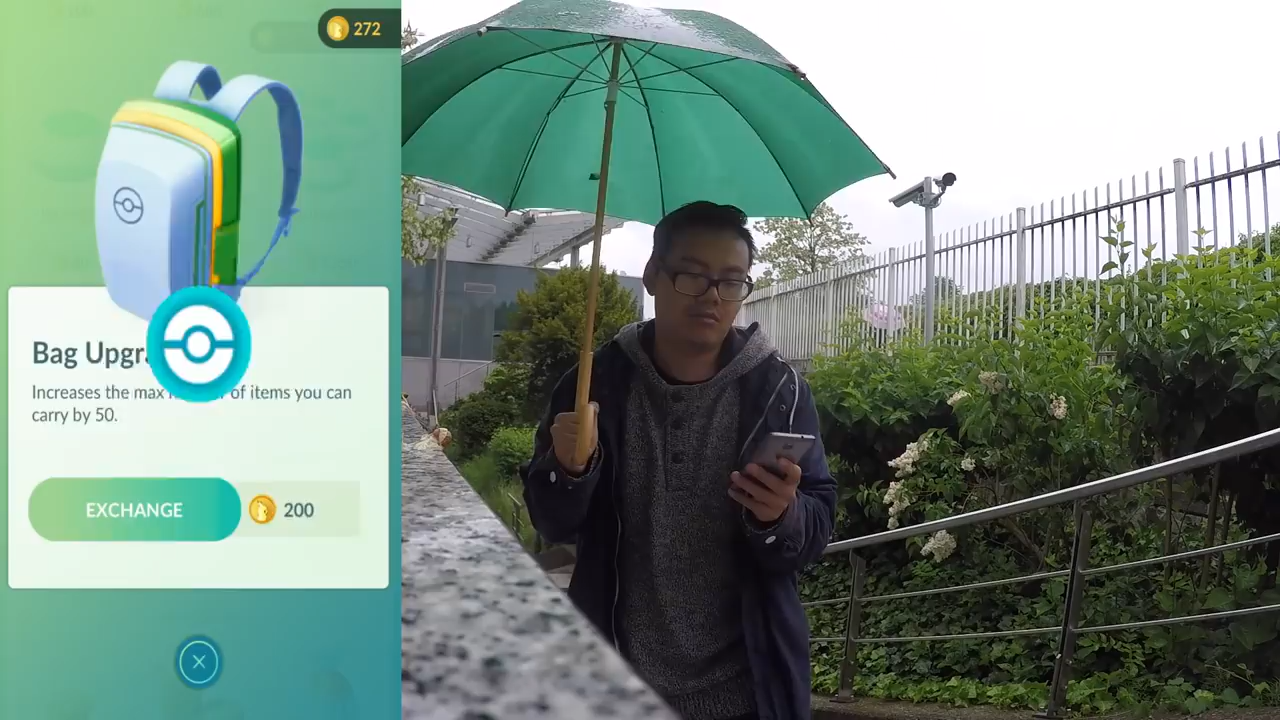 272
Bag Upgr
Increases the max of items you can
carry by 50.
EXCHANGE
200